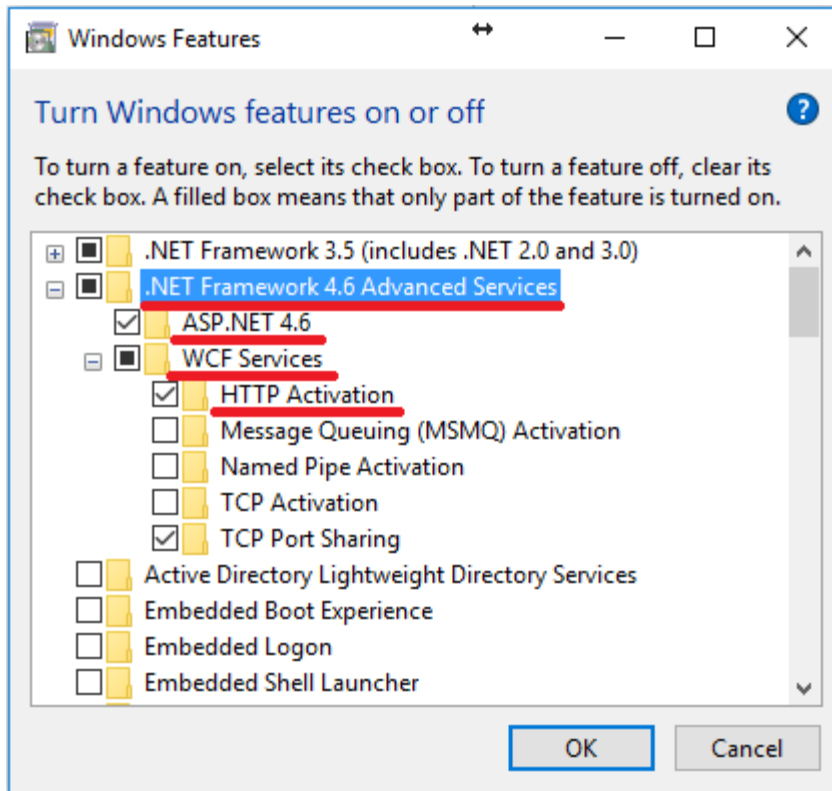 Windows Features
Turn Windows features on or off
To turn a feature on, select its check box. To turn a feature off, clear its
check box. A filled box means that only part of the feature is turned on.
.NET Framework 3.5 (includes .NET 2.0 and 3.0)
.NET Framework 4.6 Advanced Services
ASP.NET 4.6
WCF Services
HTTP Activation
Message Queuing (MSMQ) Activation
Named Pipe Activation
TCP Activation
TCP Port Sharing
Active Directory Lightweight Directory Services
Embedded Boot Experience
Embedded Logon
Embedded Shell Launcher
OK Cancel